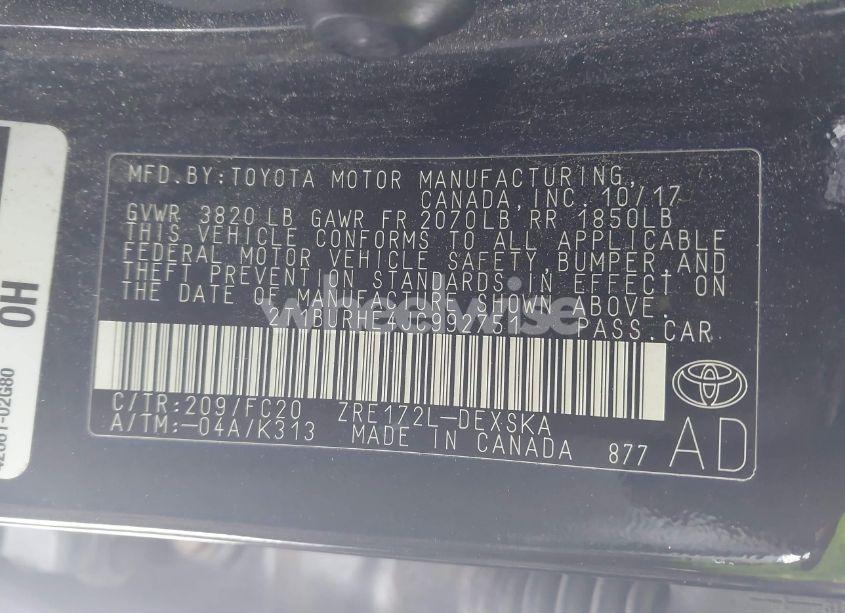 MFD.BY:TOYOTA MOTOR MANUFACTURING,
CANADA, INC. 10/17
GVWR 3820 LB GAWR FR 2070LB RR 1850LB
THIS VEHICLE CONFORMS TO ALL APPLICABLE
FEDERAL MOTOR VEHICLE SAFETY, BUMPER, AND
THEFT PREVENTION STANDARDS IN EFFECT ON
THE DATE OF MANUFACTURE SHOWN ABOVE.
PASS.CAR
wheelwise
C/TR:209/FC20 ZRE172L-DEXSKA
A/TM:-04A/K313 MADE IN CANADA 877
AD
OH